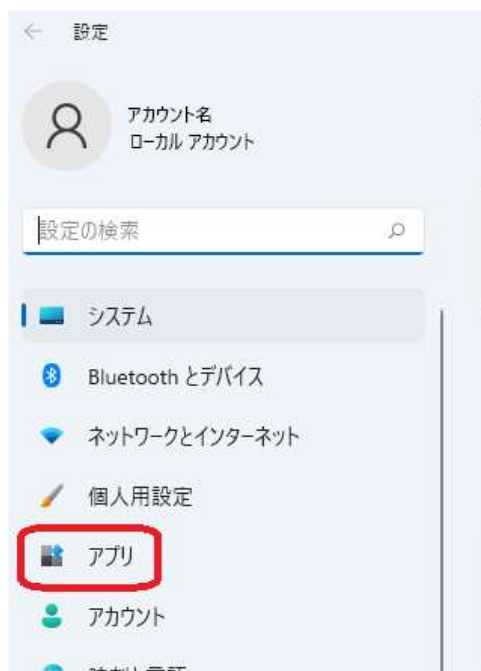 設定
アカウント名
ローカル アカウント
設定の検索
システム
Bluetooth とデバイス
ネットワークとインターネット
個人用設定
アプリ
アカウント